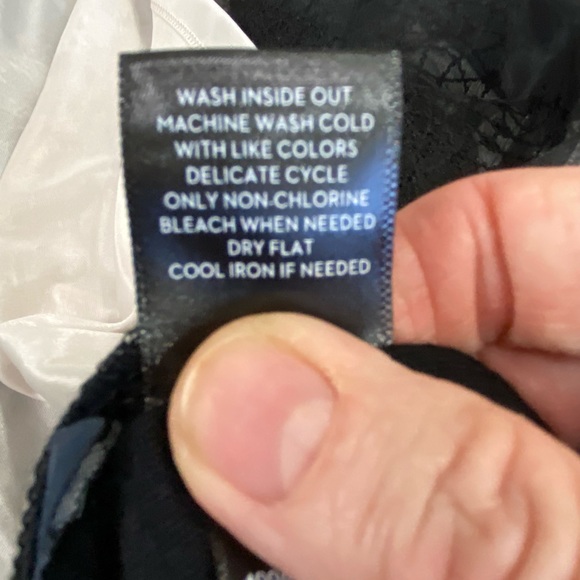 WASH INSIDE OUT
MACHINE WASH COLD
WITH LIKE COLORS
DELICATE CYCLE
ONLY NON-CHLORINE
BLEACH WHEN NEEDED
DRY FLAT
COOL IRON IF NEEDED